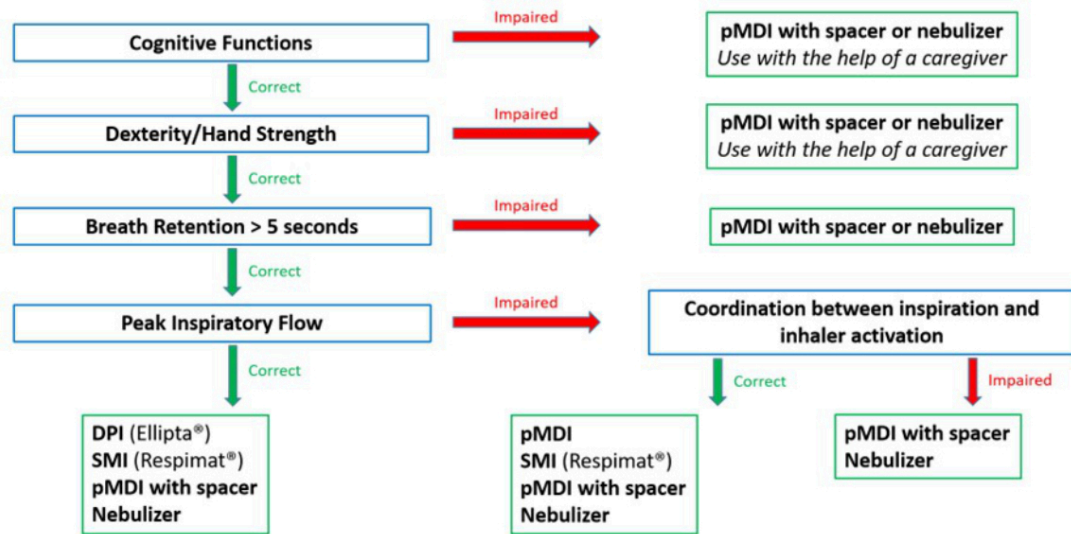 Cognitive Functions
Impaired
pMDI with spacer or nebulizer
Use with the help of a caregiver
Correct
Dexterity/Hand Strength
Impaired
pMDI with spacer or nebulizer
Use with the help of a caregiver
Correct
Breath Retention > 5 seconds
Impaired
pMDI with spacer or nebulizer
Correct
Peak Inspiratory Flow
Impaired
Coordination between inspiration and
inhaler activation
Correct
Correct
Impaired
DPI (Ellipta®)
SMI (Respimat®)
pMDI with spacer
Nebulizer
pMDI
SMI (Respimat®)
pMDI with spacer
Nebulizer
pMDI with spacer
Nebulizer